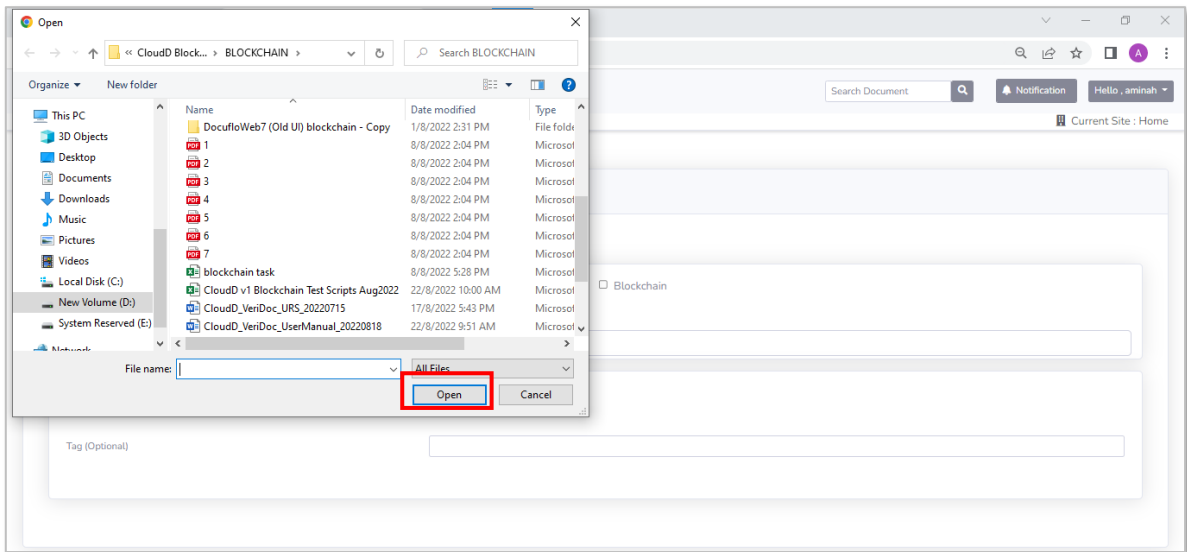 Open
« CloudD Block... › BLOCKCHAIN ›
Search BLOCKCHAIN
Organize
New folder
This PC
3D Objects
Desktop
Documents
Downloads
Music
Pictures
Videos
Local Disk (C:)
New Volume (D:)
System Reserved (E:)
Network
Name Date modified Type
DocufloWeb7 (Old UI) blockchain - Copy 1/8/2022 2:31 PM File folde
PDF 1 8/8/2022 2:04 PM Microsof
PDF 2 8/8/2022 2:04 PM Microsof
PDF 3 8/8/2022 2:04 PM Microsof
PDF 4 8/8/2022 2:04 PM Microsof
PDF 5 8/8/2022 2:04 PM Microsof
PDF 6 8/8/2022 2:04 PM Microsof
PDF 7 8/8/2022 2:04 PM Microsof
blockchain task 8/8/2022 5:28 PM Microsof
CloudD v1 Blockchain Test Scripts Aug2022 22/8/2022 10:00 AM Microsof
CloudD_VeriDoc_URS_20220715 17/8/2022 5:43 PM Microsof
CloudD_VeriDoc_UserManual_20220818 22/8/2022 9:51 AM Microsof
File name:
All Files
Open
Cancel
A
Search Document
Notification
Hello , aminah
Current Site : Home
Blockchain
Tag (Optional)